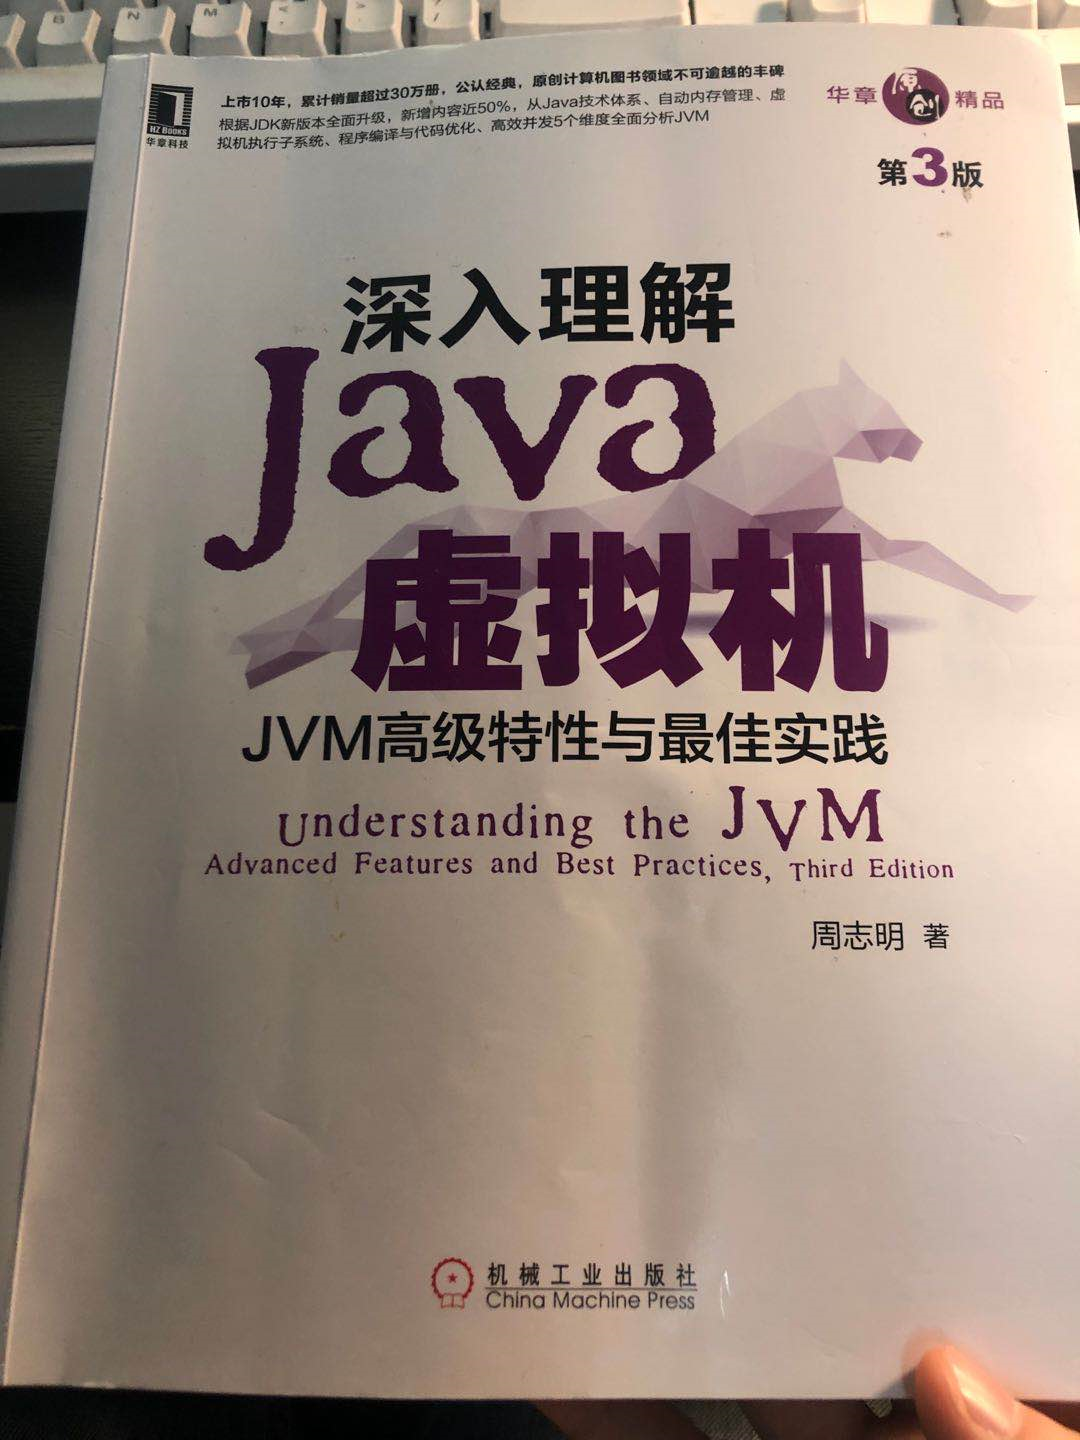 B N M
HZ BOOKS
华章科技
上市10年，累计销量超过30万册，公认经典，原创计算机图书领域不可逾越的丰碑
根据JDK新版本全面升级，新增内容近50%，从Java技术体系、自动内存管理、虚
拟机执行子系统、程序编译与代码优化、高效并发5个维度全面分析JVM
华章 原创 精品
第3版
深入理解
Java
虚拟机
JVM高级特性与最佳实践
Understanding the JVM
Advanced Features and Best Practices, Third Edition
周志明 著
机械工业出版社
China Machine Press